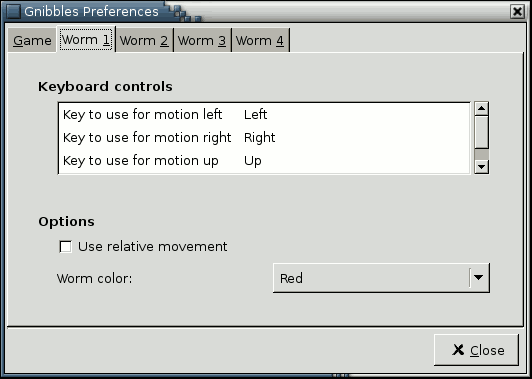 Gnibbles Preferences
Game Worm 1 Worm 2 Worm 3 Worm 4
Keyboard controls
Key to use for motion left Left
Key to use for motion right Right
Key to use for motion up Up
Options
Use relative movement
Worm color: Red
Close